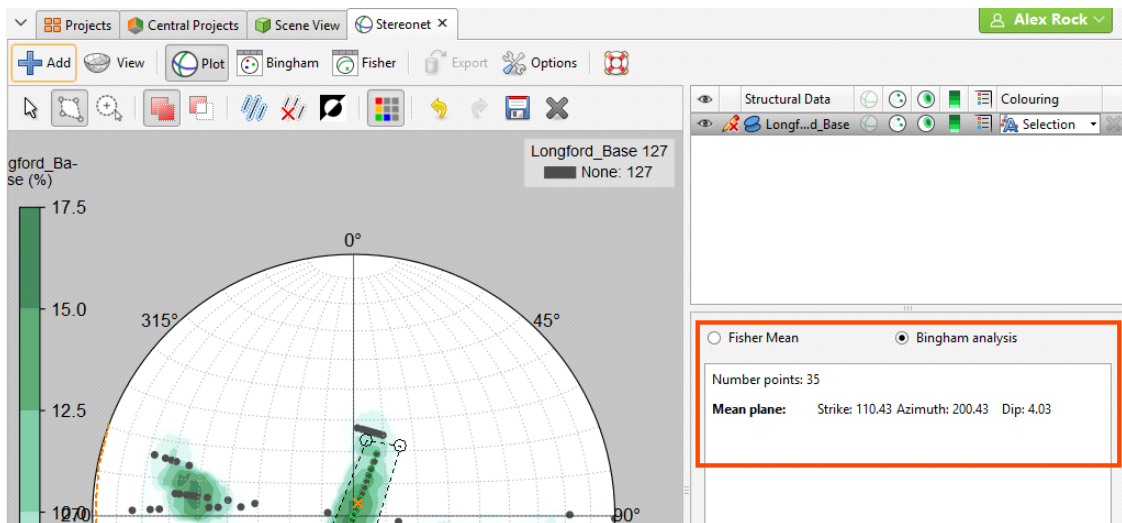 Projects Central Projects Scene View Stereonet × Alex Rock
Add View Plot Bingham Fisher Export Options
Structural Data Colouring
Longf...d_Base Selection
gford_Ba-
se (%)
Longford_Base 127
None: 127
17.5
0°
15.0
315°
45°
Fisher Mean Bingham analysis
Number points: 35
12.5
Mean plane: Strike: 110.43 Azimuth: 200.43 Dip: 4.03
90°